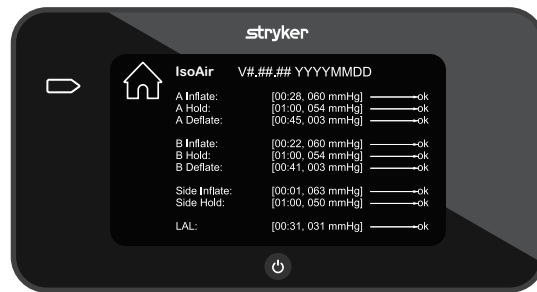 stryker
IsoAir V#.##.## YYYYMMDD
A Inflate: [00:28, 060 mmHg] ok
A Hold: [01:00, 054 mmHg] ok
A Deflate: [00:45, 003 mmHg] ok
B Inflate: [00:22, 060 mmHg] ok
B Hold: [01:00, 054 mmHg] ok
B Deflate: [00:41, 003 mmHg] ok
Side Inflate: [00:01, 063 mmHg] ok
Side Hold: [01:00, 050 mmHg] ok
LAL: [00:31, 031 mmHg] ok